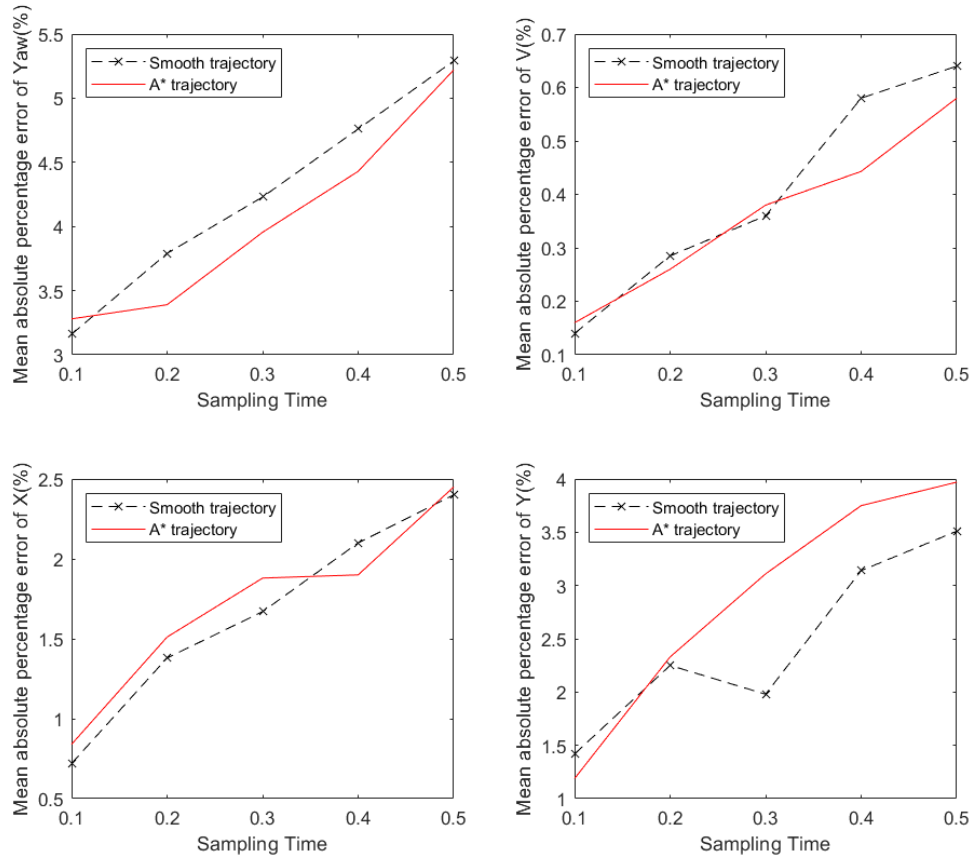 Mean absolute percentage error of Yaw(%)
5.5
5
4.5
4
3.5
3
Smooth trajectory
A* trajectory
0.1 0.2 0.3 0.4 0.5
Sampling Time
Mean absolute percentage error of V(%)
0.7
0.6
0.5
0.4
0.3
0.2
0.1
Smooth trajectory
A* trajectory
0.1 0.2 0.3 0.4 0.5
Sampling Time
Mean absolute percentage error of X(%)
2.5
2
1.5
1
0.5
Smooth trajectory
A* trajectory
0.1 0.2 0.3 0.4 0.5
Sampling Time
Mean absolute percentage error of Y(%)
4
3.5
3
2.5
2
1.5
1
Smooth trajectory
A* trajectory
0.1 0.2 0.3 0.4 0.5
Sampling Time